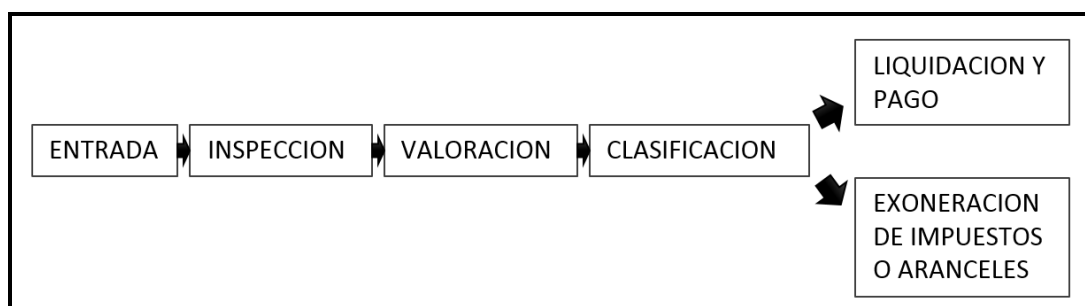 ENTRADA
INSPECCION
VALORACION
CLASIFICACION
LIQUIDACION Y
PAGO
EXONERACION
DE IMPUESTOS
O ARANCELES